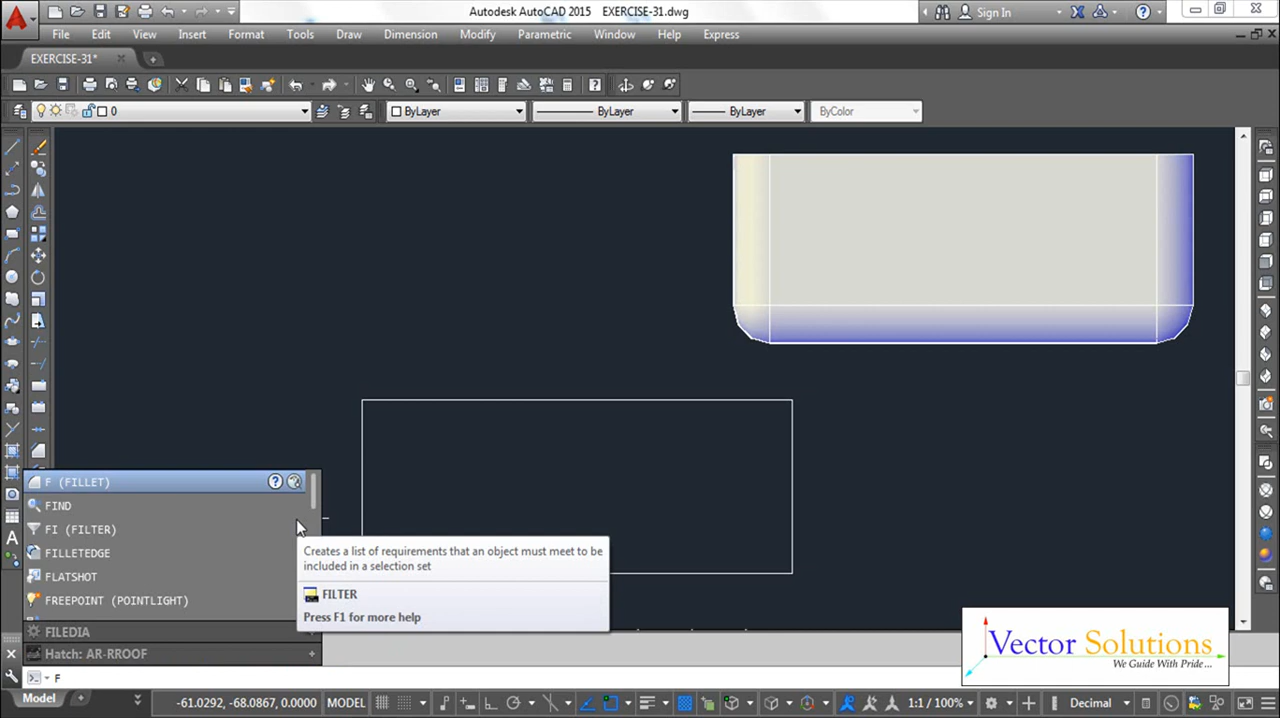 Autodesk AutoCAD 2015 EXERCISE-31.dwg
Sign In
File Edit View Insert Format Tools Draw Dimension Modify Parametric Window Help Express
EXERCISE-31*
0 ByLayer ByLayer ByLayer ByColor
F (FILLET)
FIND
FI (FILTER)
FILLETEDGE
FLATSHOT
FREEPOINT (POINTLIGHT)
FILEDIA
Hatch: AR-RROOF
Creates a list of requirements that an object must meet to be
included in a selection set
FILTER
Press F1 for more help
Vector Solutions
We Guide With Pride...
F
Model
-61.0292, -68.0867, 0.0000 MODEL 1:1 / 100% Decimal